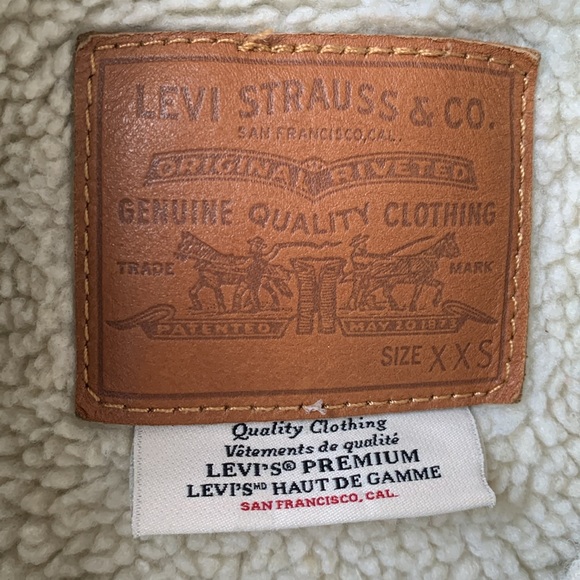 LEVI STRAUSS & CO.
SAN FRANCISCO, CAL.
ORIGINAL RIVETED
GENUINE QUALITY CLOTHING
TRADE MARK
PATENTED MAY 20 1873
SIZE XXS
Quality Clothing
Vêtements de qualité
LEVI'S® PREMIUM
LEVI'S MD HAUT DE GAMME
SAN FRANCISCO, CAL.